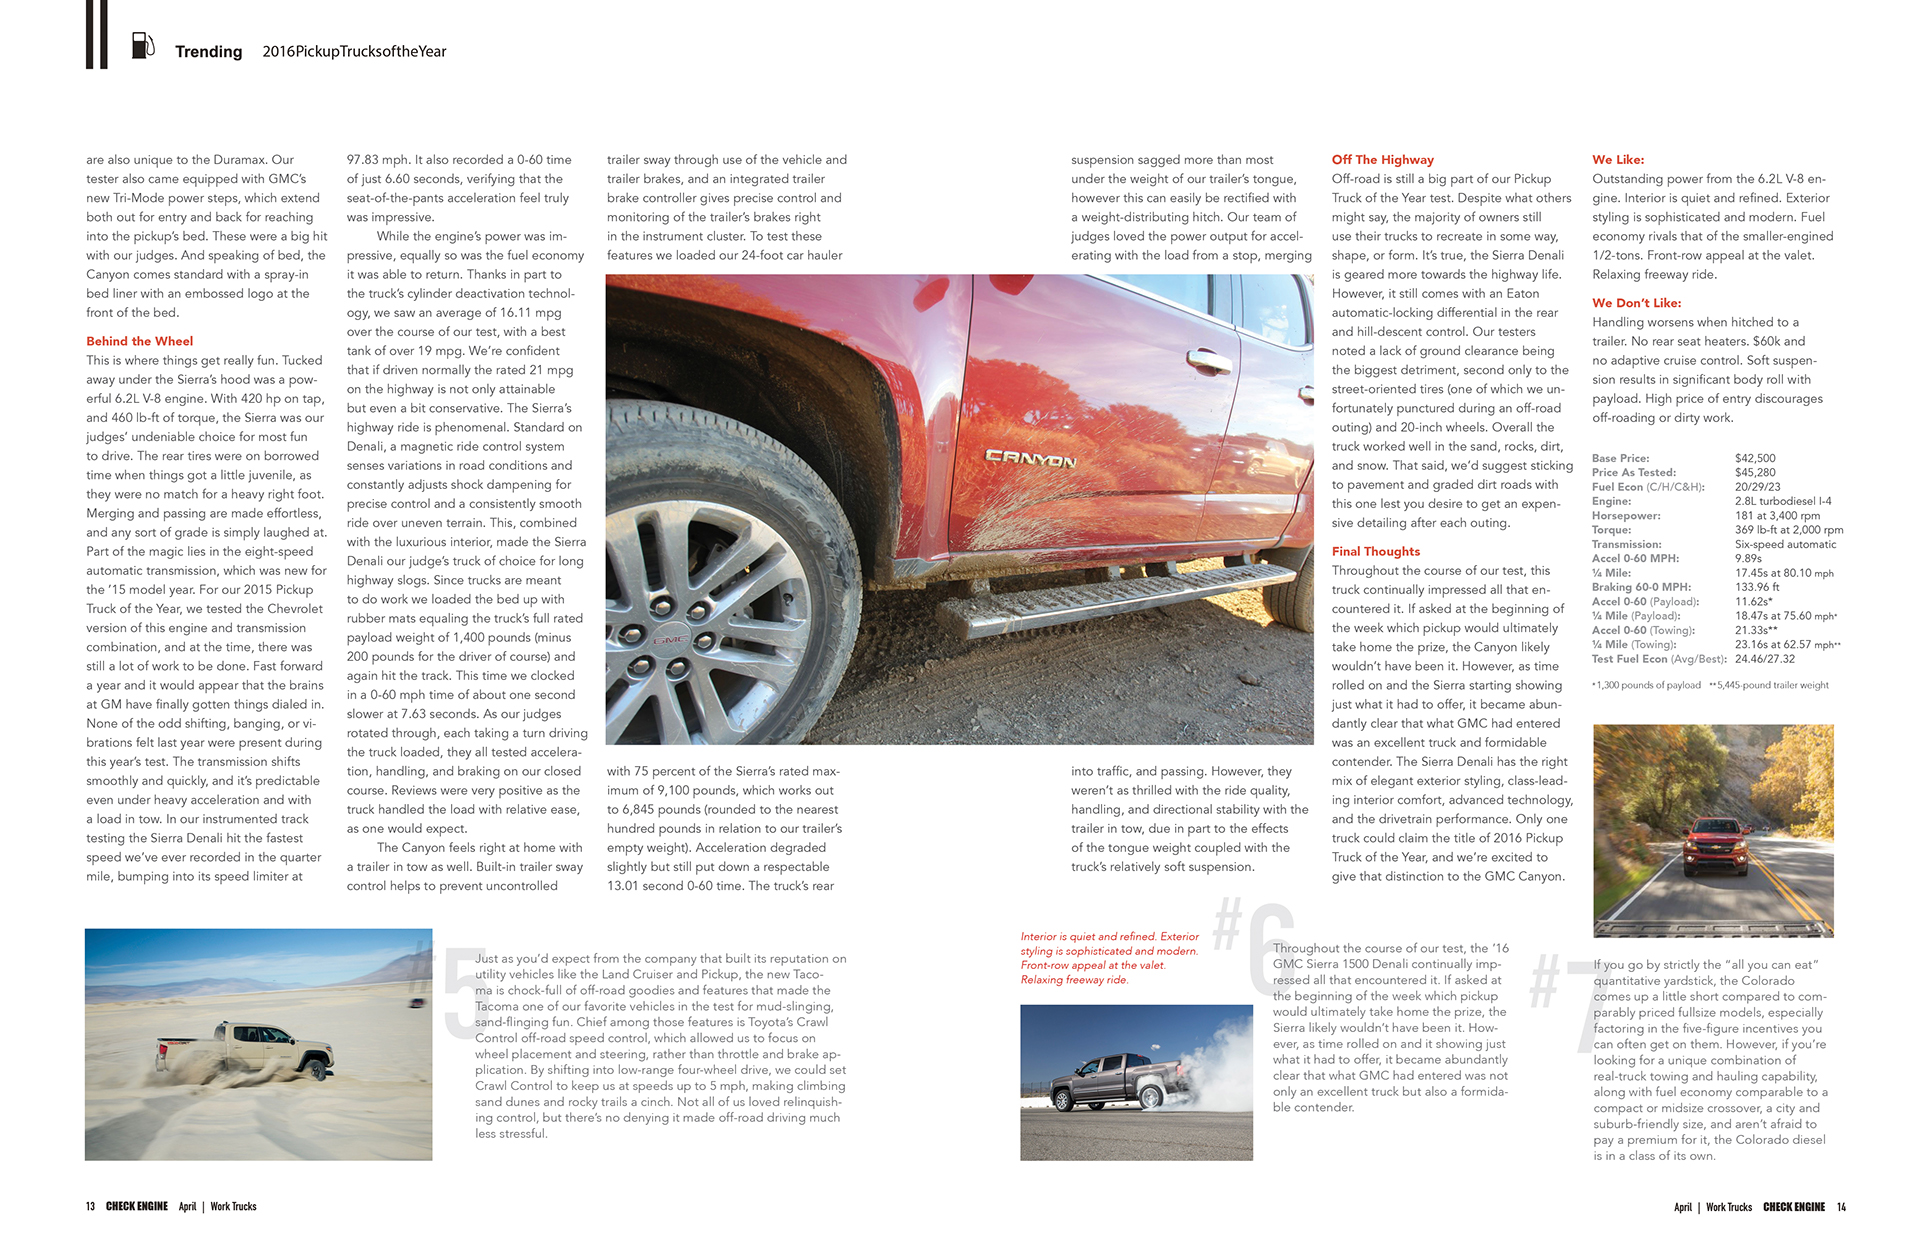 Trending 2016PickupTrucksoftheYear
are also unique to the Duramax. Our
tester also came equipped with GMC's
new Tri-Mode power steps, which extend
both out for entry and back for reaching
into the pickup's bed. These were a big hit
with our judges. And speaking of bed, the
Canyon comes standard with a spray-in
bed liner with an embossed logo at the
front of the bed.
Behind the Wheel
This is where things get really fun. Tucked
away under the Sierra's hood was a pow-
erful 6.2L V-8 engine. With 420 hp on tap,
and 460 lb-ft of torque, the Sierra was our
judges' undeniable choice for most fun
to drive. The rear tires were on borrowed
time when things got a little juvenile, as
they were no match for a heavy right foot.
Merging and passing are made effortless,
and any sort of grade is simply laughed at.
Part of the magic lies in the eight-speed
automatic transmission, which was new for
the '15 model year. For our 2015 Pickup
Truck of the Year, we tested the Chevrolet
version of this engine and transmission
combination, and at the time, there was
still a lot of work to be done. Fast forward
a year and it would appear that the brains
at GM have finally gotten things dialed in.
None of the odd shifting, banging, or vi-
brations felt last year were present during
this year's test. The transmission shifts
smoothly and quickly, and it's predictable
even under heavy acceleration and with
a load in tow. In our instrumented track
testing the Sierra Denali hit the fastest
speed we've ever recorded in the quarter
mile, bumping into its speed limiter at
97.83 mph. It also recorded a 0-60 time
of just 6.60 seconds, verifying that the
seat-of-the-pants acceleration feel truly
was impressive.
While the engine's power was im-
pressive, equally so was the fuel economy
it was able to return. Thanks in part to
the truck's cylinder deactivation technol-
ogy, we saw an average of 16.11 mpg
over the course of our test, with a best
tank of over 19 mpg. We're confident
that if driven normally the rated 21 mpg
on the highway is not only attainable
but even a bit conservative. The Sierra's
highway ride is phenomenal. Standard on
Denali, a magnetic ride control system
senses variations in road conditions and
constantly adjusts shock dampening for
precise control and a consistently smooth
ride over uneven terrain. This, combined
with the luxurious interior, made the Sierra
Denali our judge's truck of choice for long
highway slogs. Since trucks are meant
to do work we loaded the bed up with
rubber mats equaling the truck's full rated
payload weight of 1,400 pounds (minus
200 pounds for the driver of course) and
again hit the track. This time we clocked
in a 0-60 mph time of about one second
slower at 7.63 seconds. As our judges
rotated through, each taking a turn driving
the truck loaded, they all tested accelera-
tion, handling, and braking on our closed
course. Reviews were very positive as the
truck handled the load with relative ease,
as one would expect.
The Canyon feels right at home with
a trailer in tow as well. Built-in trailer sway
control helps to prevent uncontrolled
trailer sway through use of the vehicle and
trailer brakes, and an integrated trailer
brake controller gives precise control and
monitoring of the trailer's brakes right
in the instrument cluster. To test these
features we loaded our 24-foot car hauler
CANYON
GMC
with 75 percent of the Sierra's rated max-
imum of 9,100 pounds, which works out
to 6,845 pounds (rounded to the nearest
hundred pounds in relation to our trailer's
empty weight). Acceleration degraded
slightly but still put down a respectable
13.01 second 0-60 time. The truck's rear
suspension sagged more than most
under the weight of our trailer's tongue,
however this can easily be rectified with
a weight-distributing hitch. Our team of
judges loved the power output for accel-
erating with the load from a stop, merging
into traffic, and passing. However, they
weren't as thrilled with the ride quality,
handling, and directional stability with the
trailer in tow, due in part to the effects
of the tongue weight coupled with the
truck's relatively soft suspension.
Off The Highway
Off-road is still a big part of our Pickup
Truck of the Year test. Despite what others
might say, the majority of owners still
use their trucks to recreate in some way,
shape, or form. It's true, the Sierra Denali
is geared more towards the highway life.
However, it still comes with an Eaton
automatic-locking differential in the rear
and hill-descent control. Our testers
noted a lack of ground clearance being
the biggest detriment, second only to the
street-oriented tires (one of which we un-
fortunately punctured during an off-road
outing) and 20-inch wheels. Overall the
truck worked well in the sand, rocks, dirt,
and snow. That said, we'd suggest sticking
to pavement and graded dirt roads with
this one lest you desire to get an expen-
sive detailing after each outing.
Final Thoughts
Throughout the course of our test, this
truck continually impressed all that en-
countered it. If asked at the beginning of
the week which pickup would ultimately
take home the prize, the Canyon likely
wouldn't have been it. However, as time
rolled on and the Sierra starting showing
just what it had to offer, it became abun-
dantly clear that what GMC had entered
was an excellent truck and formidable
contender. The Sierra Denali has the right
mix of elegant exterior styling, class-lead-
ing interior comfort, advanced technology,
and the drivetrain performance. Only one
truck could claim the title of 2016 Pickup
Truck of the Year, and we're excited to
give that distinction to the GMC Canyon.
We Like:
Outstanding power from the 6.2L V-8 en-
gine. Interior is quiet and refined. Exterior
styling is sophisticated and modern. Fuel
economy rivals that of the smaller-engined
1/2-tons. Front-row appeal at the valet.
Relaxing freeway ride.
We Don't Like:
Handling worsens when hitched to a
trailer. No rear seat heaters. $60k and
no adaptive cruise control. Soft suspen-
sion results in significant body roll with
payload. High price of entry discourages
off-roading or dirty work.
Base Price: $42,500
Price As Tested: $45,280
Fuel Econ (C/H/C&H): 20/29/23
Engine: 2.8L turbodiesel I-4
Horsepower: 181 at 3,400 rpm
Torque: 369 lb-ft at 2,000 rpm
Transmission: Six-speed automatic
Accel 0-60 MPH: 9.89s
¼ Mile: 17.45s at 80.10 mph
Braking 60-0 MPH: 133.96 ft
Accel 0-60 (Payload): 11.62s*
¼ Mile (Payload): 18.47s at 75.60 mph*
Accel 0-60 (Towing): 21.33s**
¼ Mile (Towing): 23.16s at 62.57 mph**
Test Fuel Econ (Avg/Best): 24.46/27.32
*1,300 pounds of payload **5,445-pound trailer weight
#5
Just as you'd expect from the company that built its reputation on
utility vehicles like the Land Cruiser and Pickup, the new Taco-
ma is chock-full of off-road goodies and features that made the
Tacoma one of our favorite vehicles in the test for mud-slinging,
sand-flinging fun. Chief among those features is Toyota's Crawl
Control off-road speed control, which allowed us to focus on
wheel placement and steering, rather than throttle and brake ap-
plication. By shifting into low-range four-wheel drive, we could set
Crawl Control to keep us at speeds up to 5 mph, making climbing
sand dunes and rocky trails a cinch. Not all of us loved relinquish-
ing control, but there's no denying it made off-road driving much
less stressful.
Interior is quiet and refined. Exterior
styling is sophisticated and modern.
Front-row appeal at the valet.
Relaxing freeway ride.
#6
Throughout the course of our test, the '16
GMC Sierra 1500 Denali continually imp-
ressed all that encountered it. If asked at
the beginning of the week which pickup
would ultimately take home the prize, the
Sierra likely wouldn't have been it. How-
ever, as time rolled on and it showing just
what it had to offer, it became abundantly
clear that what GMC had entered was not
only an excellent truck but also a formida-
ble contender.
#7
If you go by strictly the "all you can eat"
quantitative yardstick, the Colorado
comes up a little short compared to com-
parably priced fullsize models, especially
factoring in the five-figure incentives you
can often get on them. However, if you're
looking for a unique combination of
real-truck towing and hauling capability,
along with fuel economy comparable to a
compact or midsize crossover, a city and
suburb-friendly size, and aren't afraid to
pay a premium for it, the Colorado diesel
is in a class of its own.
13 CHECK ENGINE April | Work Trucks
April | Work Trucks CHECK ENGINE 14